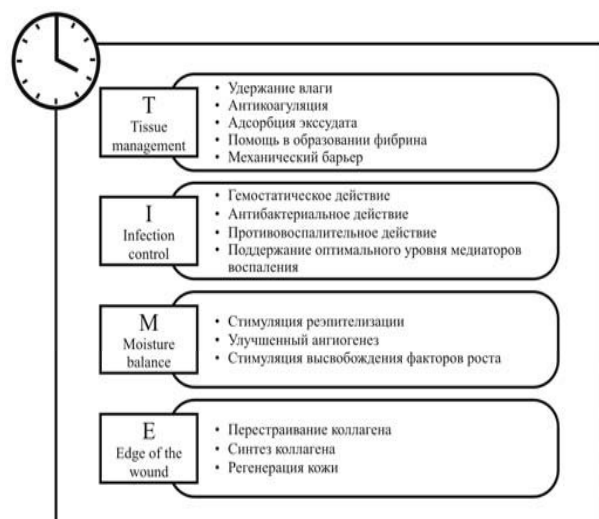 T
Tissue
management
• Удержание влаги
• Антикоагуляция
• Адсорбция экссудата
• Помощь в образовании фибрина
• Механический барьер
I
Infection
control
• Гемостатическое действие
• Антибактериальное действие
• Противовоспалительное действие
• Поддержание оптимального уровня медиаторов
воспаления
M
Moisture
balance
• Стимуляция реэпителизации
• Улучшенный ангиогенез
• Стимуляция высвобождения факторов роста
E
Edge of the
wound
• Перестраивание коллагена
• Синтез коллагена
• Регенерация кожи